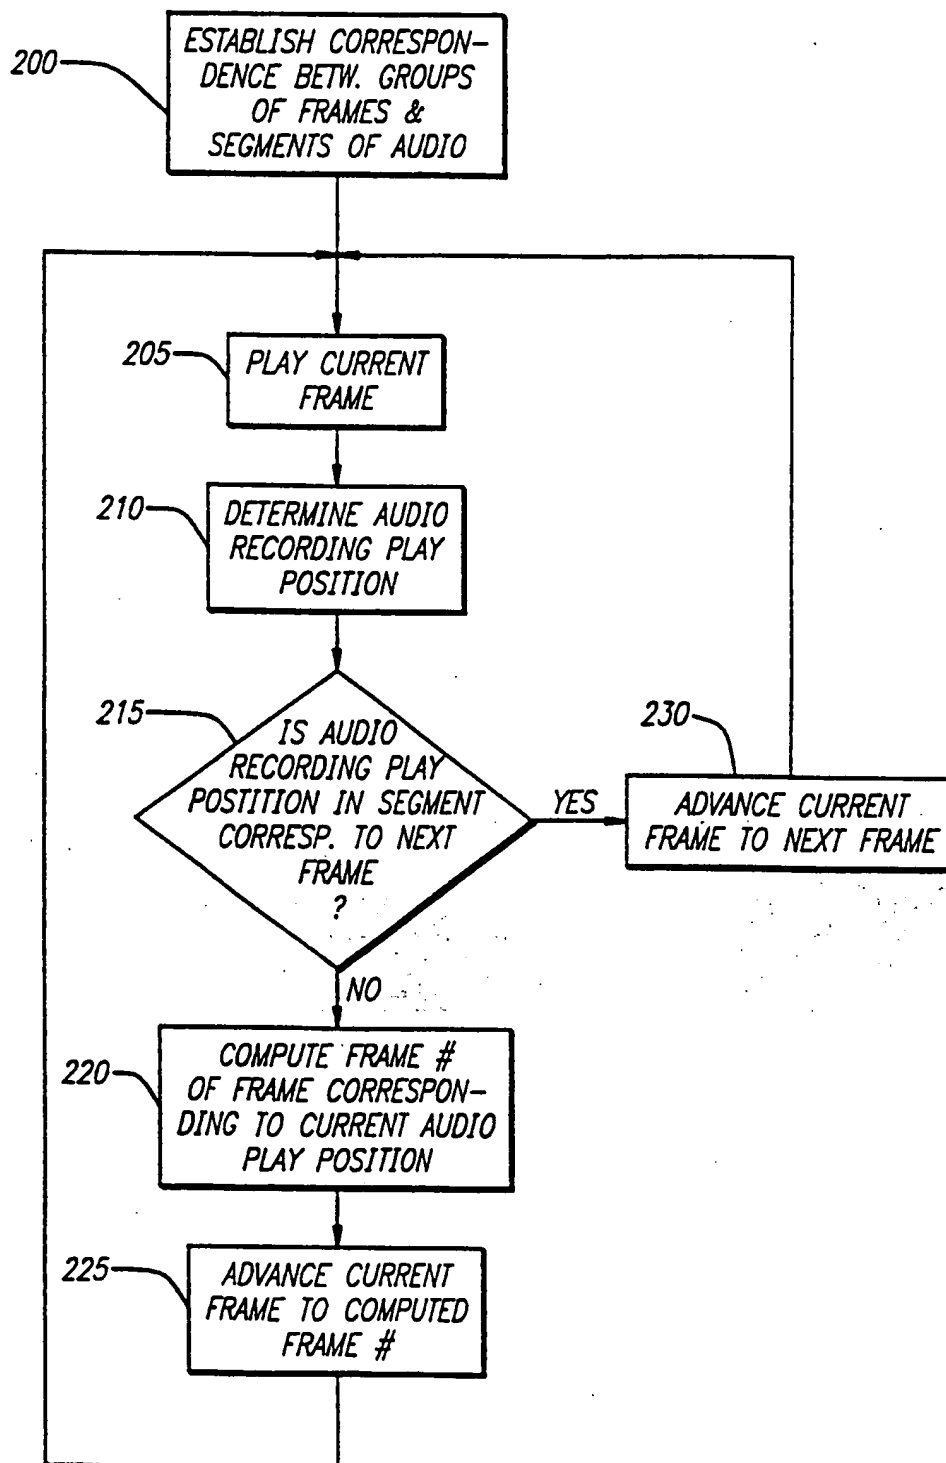 200
ESTABLISH CORRESPON-
DENCE BETW. GROUPS
OF FRAMES &
SEGMENTS OF AUDIO
205
PLAY CURRENT
FRAME
210
DETERMINE AUDIO
RECORDING PLAY
POSITION
215
IS AUDIO
RECORDING PLAY
POSTITION IN SEGMENT
CORRESP. TO NEXT
FRAME
?
YES
230
ADVANCE CURRENT
FRAME TO NEXT FRAME
NO
220
COMPUTE FRAME #
OF FRAME CORRESPON-
DING TO CURRENT AUDIO
PLAY POSITION
225
ADVANCE CURRENT
FRAME TO COMPUTED
FRAME #